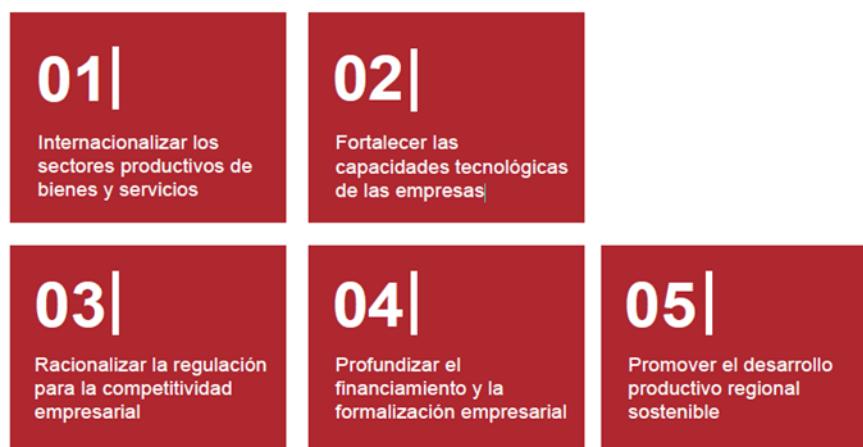 01
Internacionalizar los
sectores productivos de
bienes y servicios
02
Fortalecer las
capacidades tecnológicas
de las empresas
03
Racionalizar la regulación
para la competitividad
empresarial
04
Profundizar el
financiamiento y la
formalización empresarial
05
Promover el desarrollo
productivo regional
sostenible